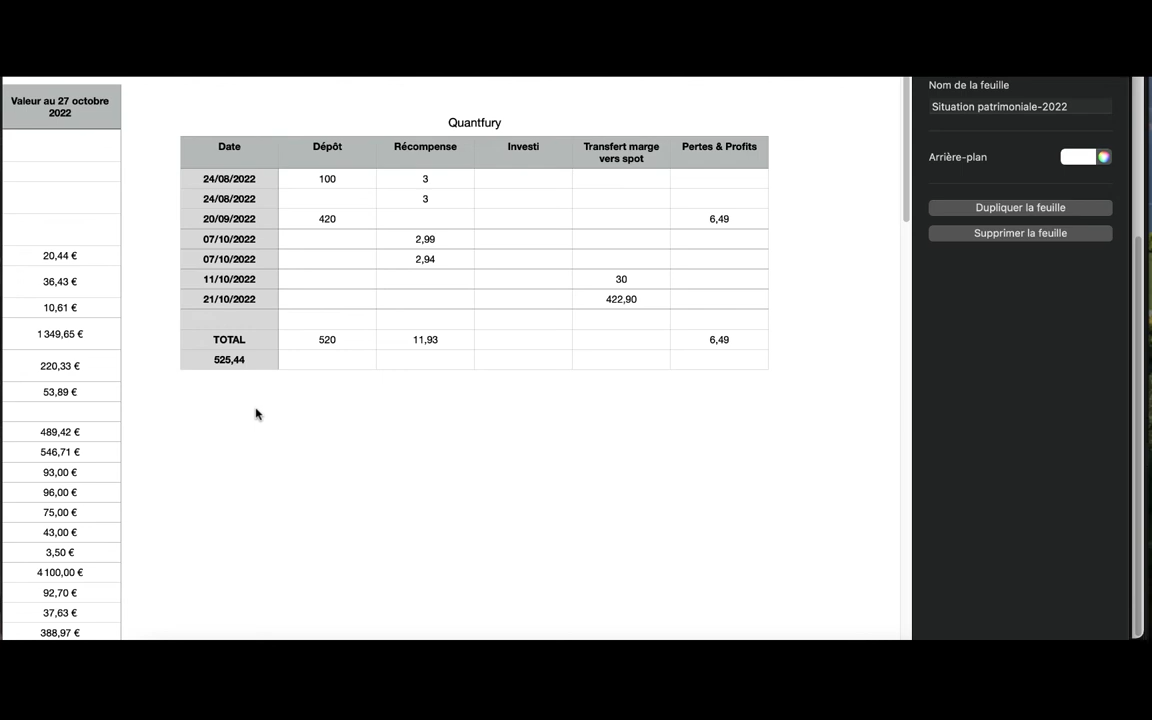 Valeur au 27 octobre
2022
20,44 €
36,43 €
10,61 €
1 349,65 €
220,33 €
53,89 €
489,42 €
546,71 €
93,00 €
96,00 €
75,00 €
43,00 €
3,50 €
4 100,00 €
92,70 €
37,63 €
388,97 €
Quantfury
Date Dépôt Récompense Investi Transfert marge vers spot Pertes & Profits
24/08/2022 100 3
24/08/2022 3
20/09/2022 420 6,49
07/10/2022 2,99
07/10/2022 2,94
11/10/2022 30
21/10/2022 422,90
TOTAL 520 11,93 6,49
525,44
Nom de la feuille
Situation patrimoniale-2022
Arrière-plan
Dupliquer la feuille
Supprimer la feuille